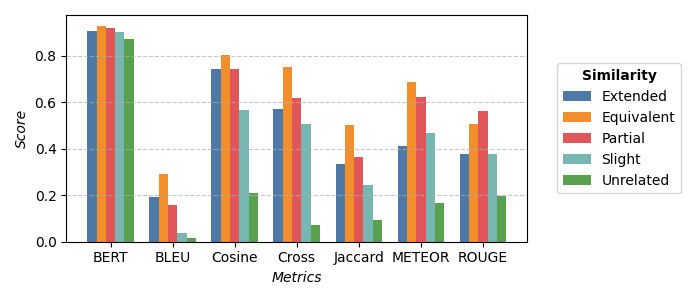 Score
0.8
0.6
0.4
0.2
0.0
BERT BLEU Cosine Cross Jaccard METEOR ROUGE
Metrics
Similarity
Extended
Equivalent
Partial
Slight
Unrelated